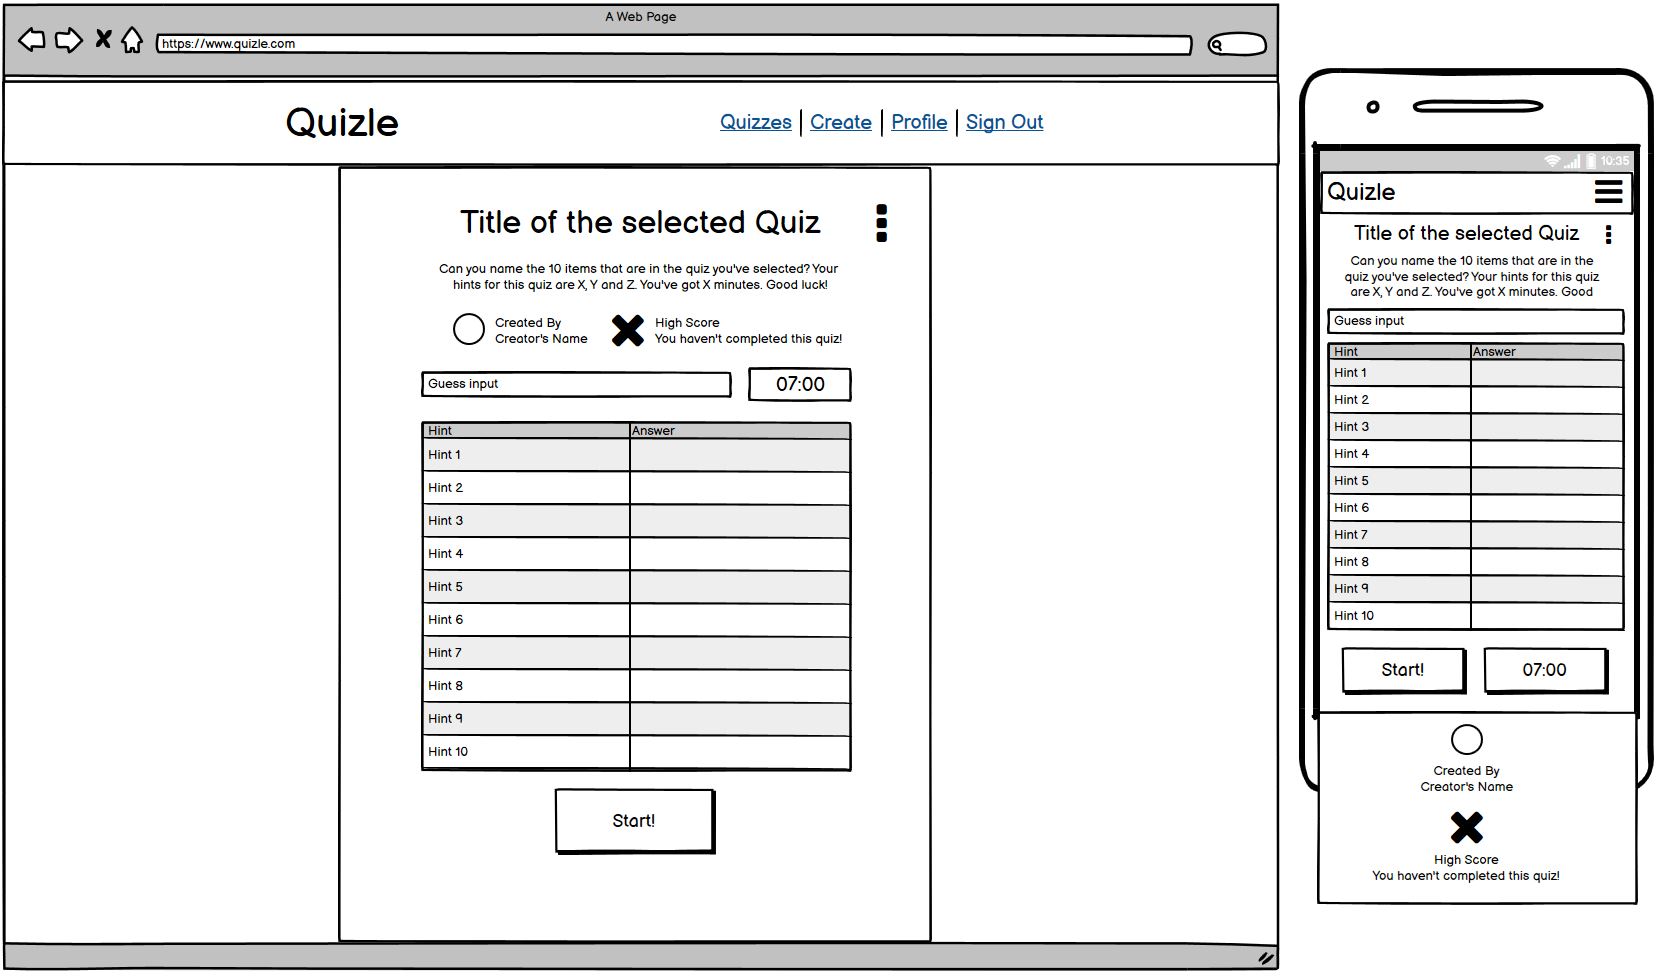 A Web Page
https://www.quizle.com
Quizle
Quizzes | Create | Profile | Sign Out
Title of the selected Quiz
Can you name the 10 items that are in the quiz you've selected? Your
hints for this quiz are X, Y and Z. You've got X minutes. Good luck!
Created By
Creator's Name
High Score
You haven't completed this quiz!
Guess input
07:00
Hint Answer
Hint 1
Hint 2
Hint 3
Hint 4
Hint 5
Hint 6
Hint 7
Hint 8
Hint 9
Hint 10
Start!
10:35
Quizle
Title of the selected Quiz
Can you name the 10 items that are in the
quiz you've selected? Your hints for this quiz
are X, Y and Z. You've got X minutes. Good
Guess input
Hint Answer
Hint 1
Hint 2
Hint 3
Hint 4
Hint 5
Hint 6
Hint 7
Hint 8
Hint 9
Hint 10
Start!
07:00
Created By
Creator's Name
High Score
You haven't completed this quiz!